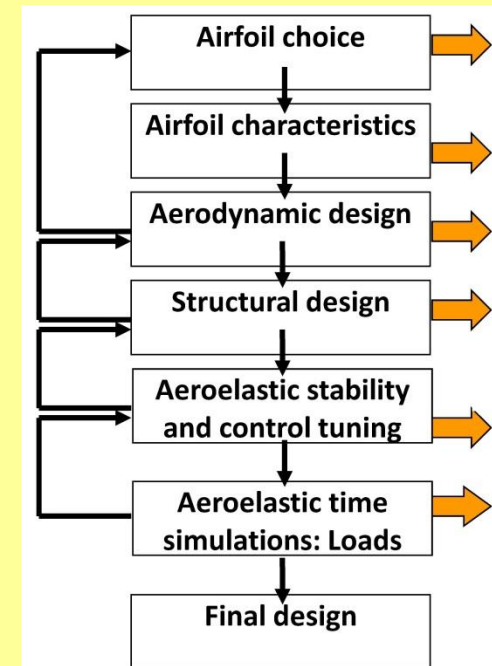 Airfoil choice
Airfoil characteristics
Aerodynamic design
Structural design
Aeroelastic stability
and control tuning
Aeroelastic time
simulations: Loads
Final design